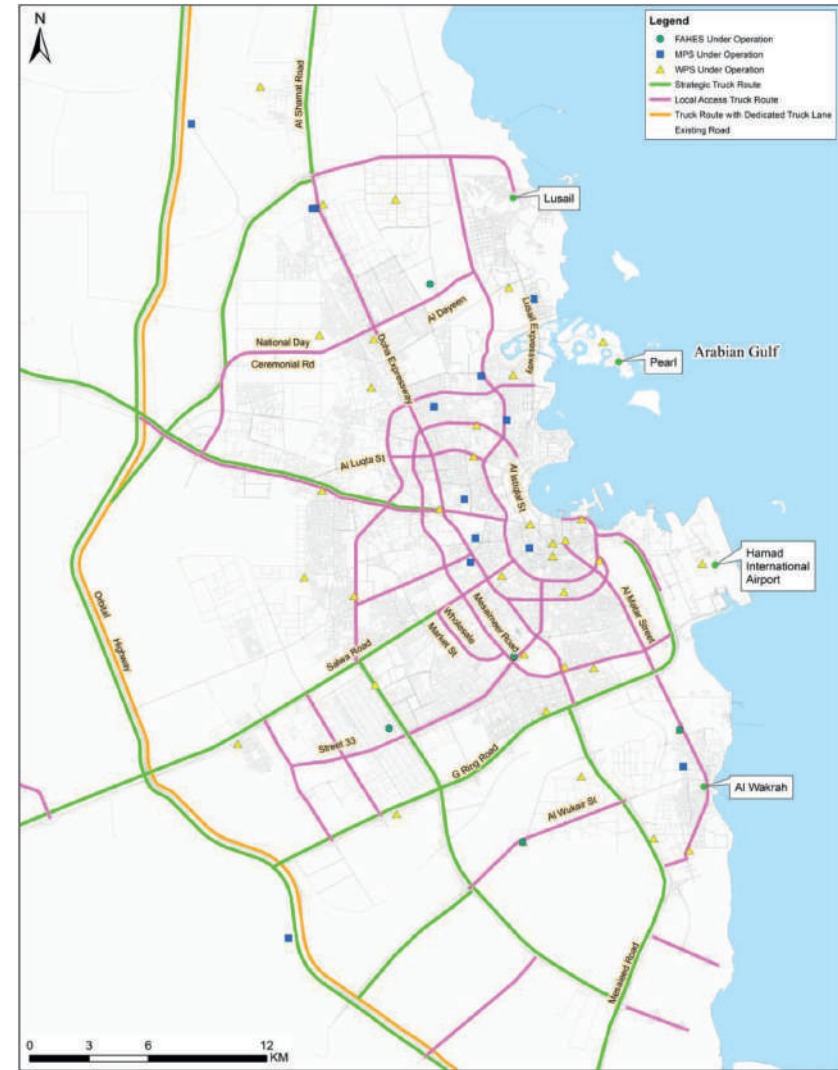 N
Legend
FAHES Under Operation
MPS Under Operation
WPS Under Operation
Strategic Truck Route
Local Access Truck Route
Truck Route with Dedicated Truck Lane
Existing Road
Al Shamal Road
Lusail
Al Dayeen
Lusail Expressway
National Day
Ceremonial Rd
Doha Expressway
Pearl
Arabian Gulf
Al Luqta St
Al Istiqlal St
Hamad
International
Airport
Orbital
Highway
Al Matar Street
Mesaimeer Road
Wholesale
Market St
Salwa Road
Street 33
G Ring Road
Al Wukair St
Al Wakrah
Mesaieed Road
0 3 6 12
KM